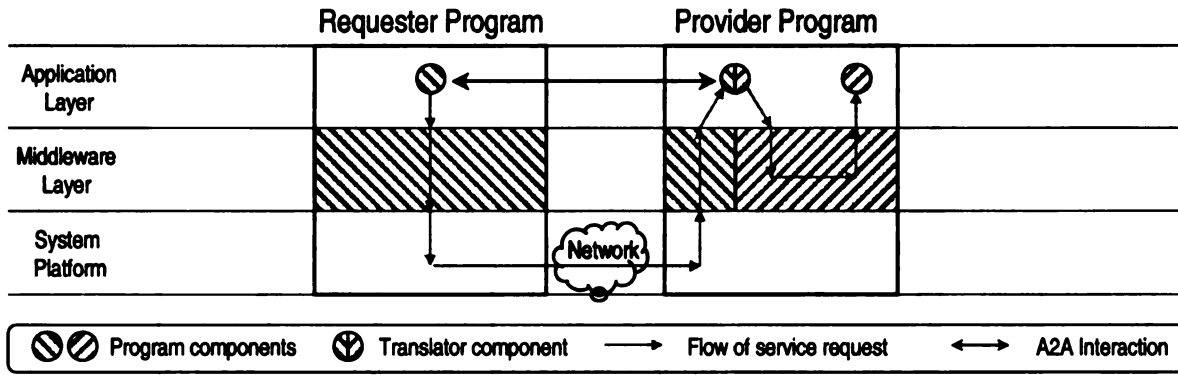 Requester Program Provider Program
Application
Layer
Middleware
Layer
System
Platform
Network
Program components Translator component Flow of service request A2A Interaction